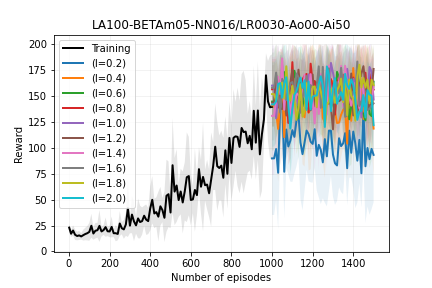 LA100-BETAm05-NN016/LR0030-Ao00-Ai50
Reward
200
175
150
125
100
75
50
25
0
Training
(l=0.2)
(l=0.4)
(l=0.6)
(l=0.8)
(l=1.0)
(l=1.2)
(l=1.4)
(l=1.6)
(l=1.8)
(l=2.0)
0 200 400 600 800 1000 1200 1400
Number of episodes